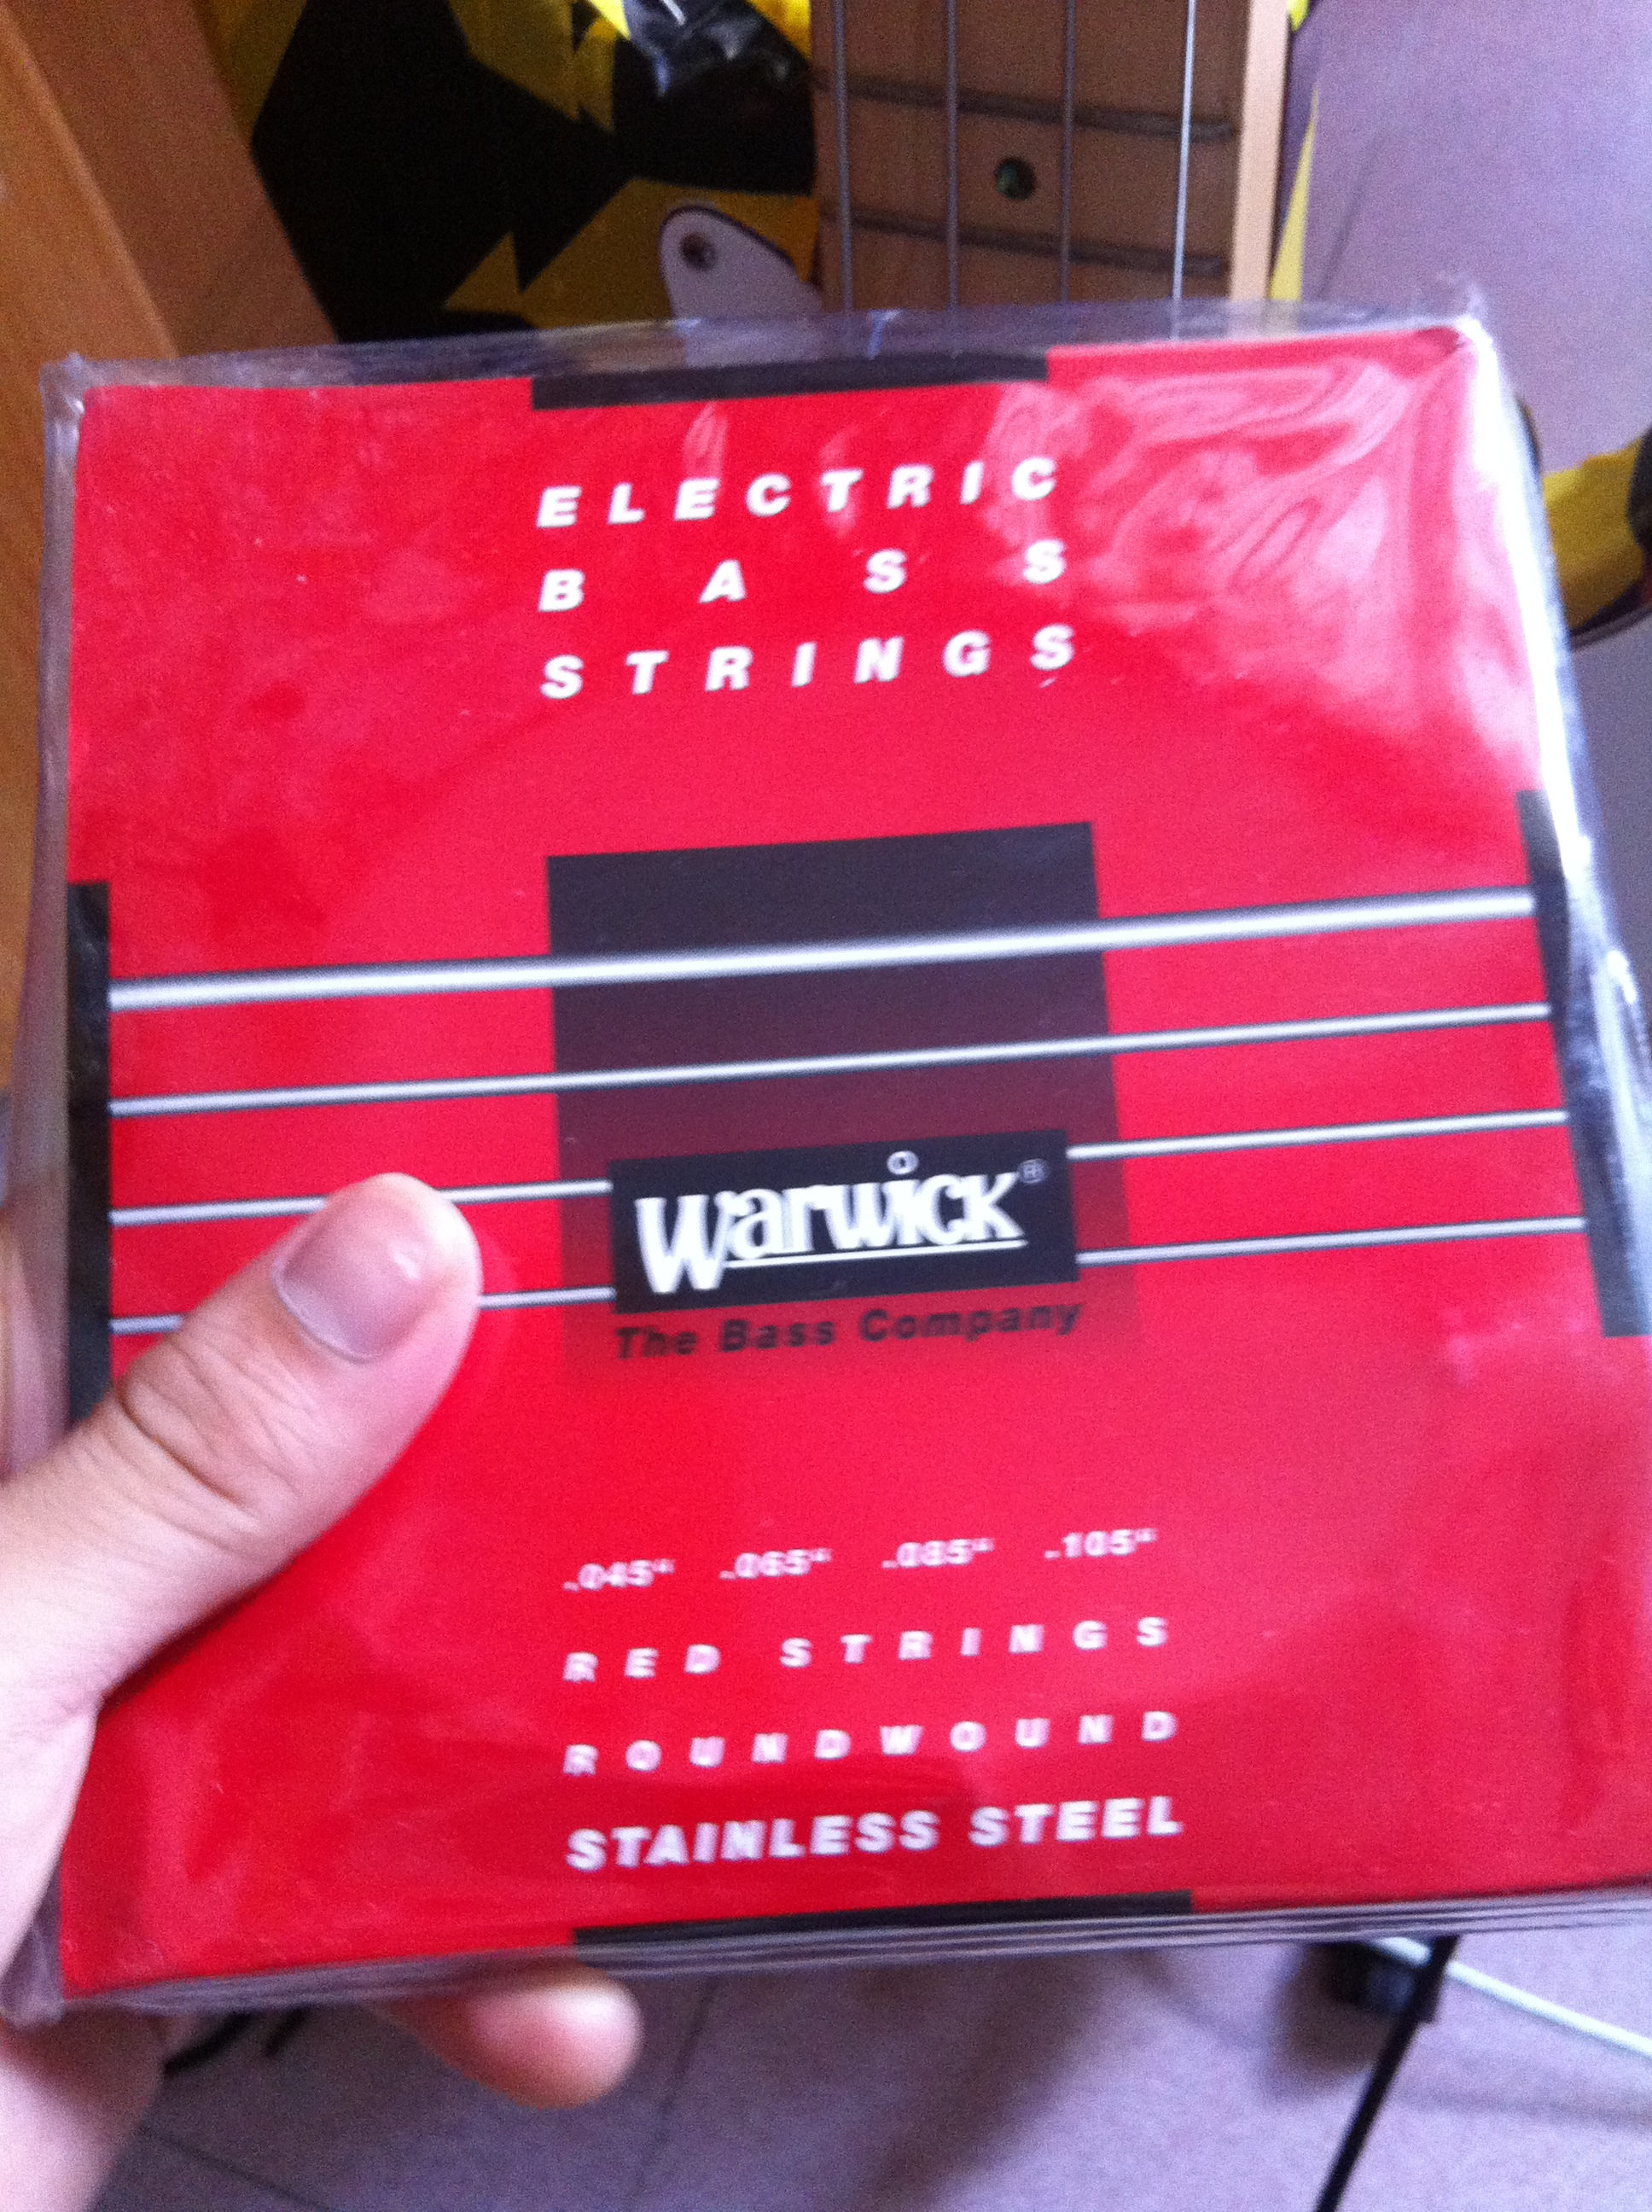 ELECTRIC
BASS
STRINGS
Warwick®
The Bass Company
.045“ .065“ .085“ .105“
RED STRINGS
ROUNDWOUND
STAINLESS STEEL